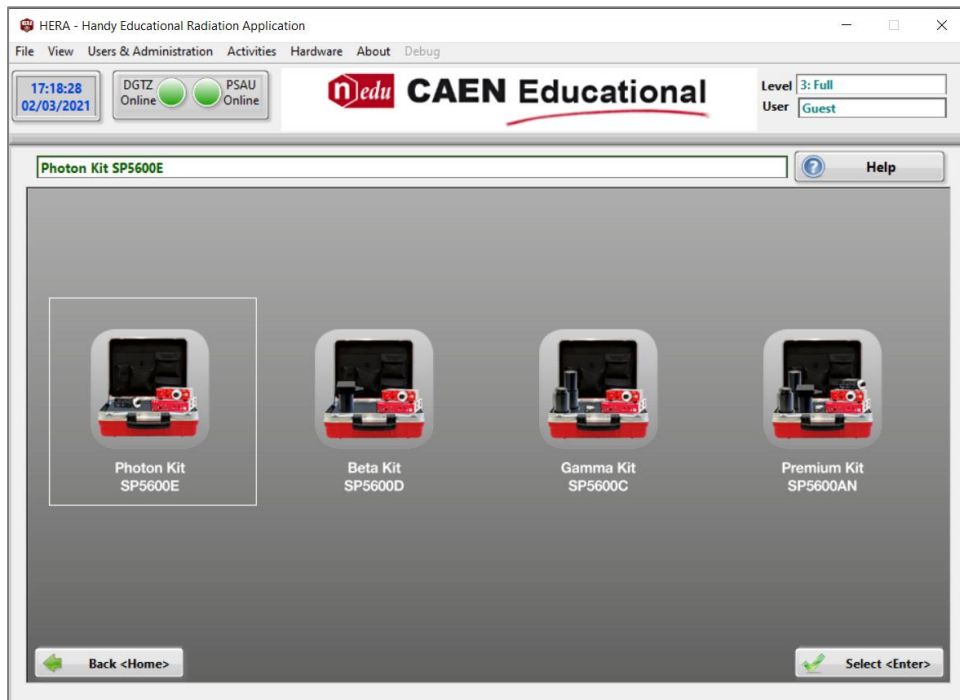 HERA - Handy Educational Radiation Application
File View Users & Administration Activities Hardware About Debug
17:18:28
02/03/2021
DGTZ
Online
PSAU
Online
n edu CAEN Educational
Level 3: Full
User Guest
Photon Kit SP5600E
? Help
Photon Kit
SP5600E
Beta Kit
SP5600D
Gamma Kit
SP5600C
Premium Kit
SP5600AN
Back <Home>
Select <Enter>